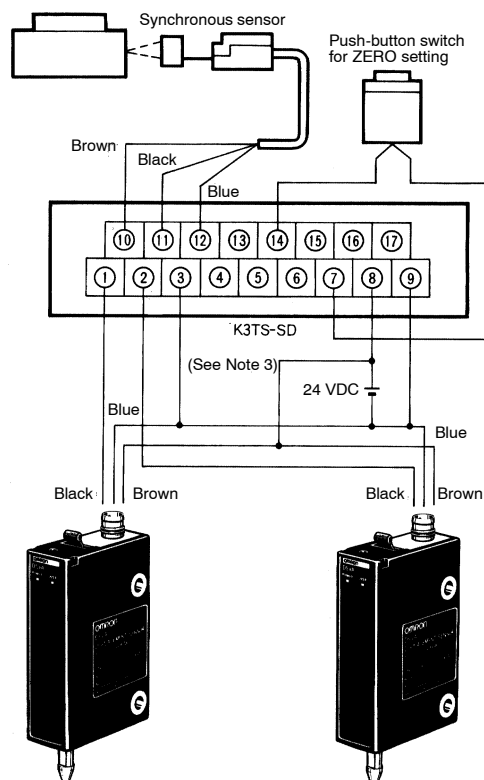 Synchronous sensor
Push-button switch
for ZERO setting
Brown
Black
Blue
10 11 12 13 14 15 16 17
1 2 3 4 5 6 7 8 9
K3TS-SD
(See Note 3)
24 VDC
Blue
Blue
Black Brown
Black Brown
OMRON
OMRON